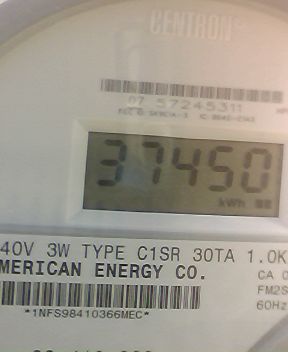 CENTRON®
07 57245311
37450
kWh
40V 3W TYPE C1SR 30TA 1.0K
MERICAN ENERGY CO.
CA 0
FM2S
60Hz
*1NFS98410366MEC*